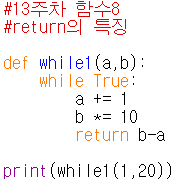 #13주차 함수8
#return의 특징
def while1(a,b):
    while True:
        a += 1
        b *= 10
        return b-a
print(while1(1,20))